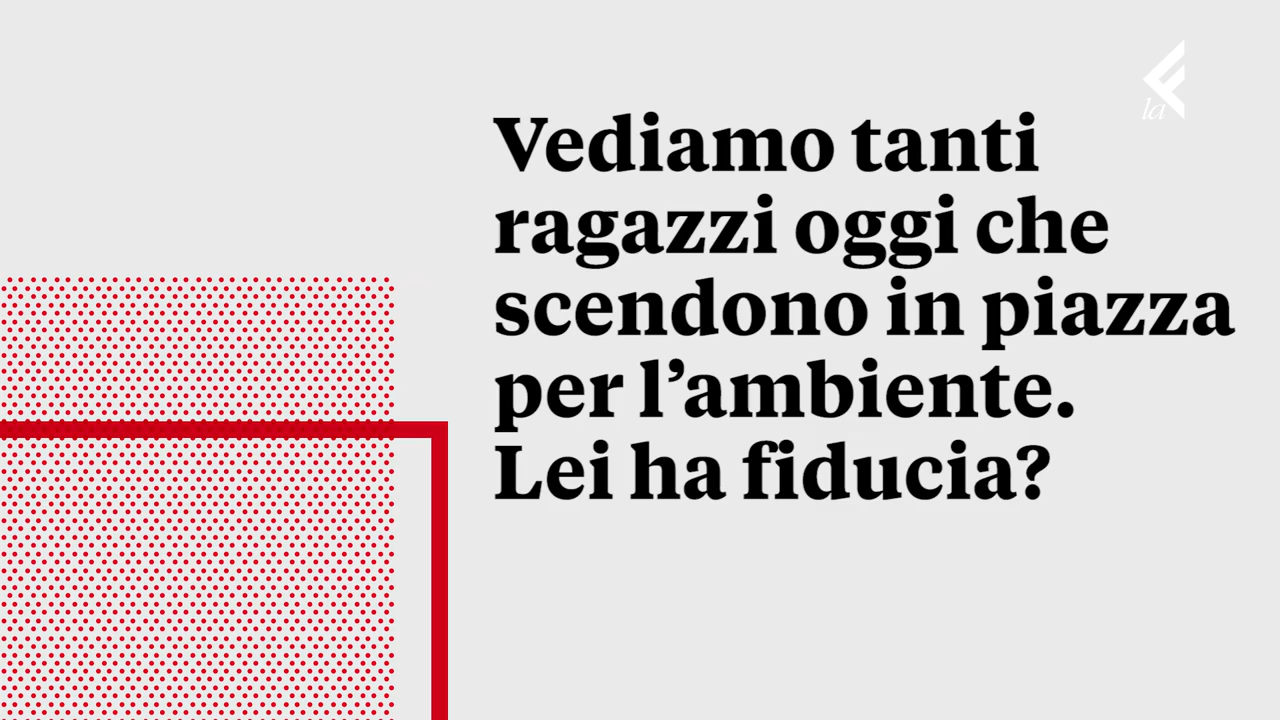 Vediamo tanti
ragazzi oggi che
scendono in piazza
per l’ambiente.
Lei ha fiducia?
la